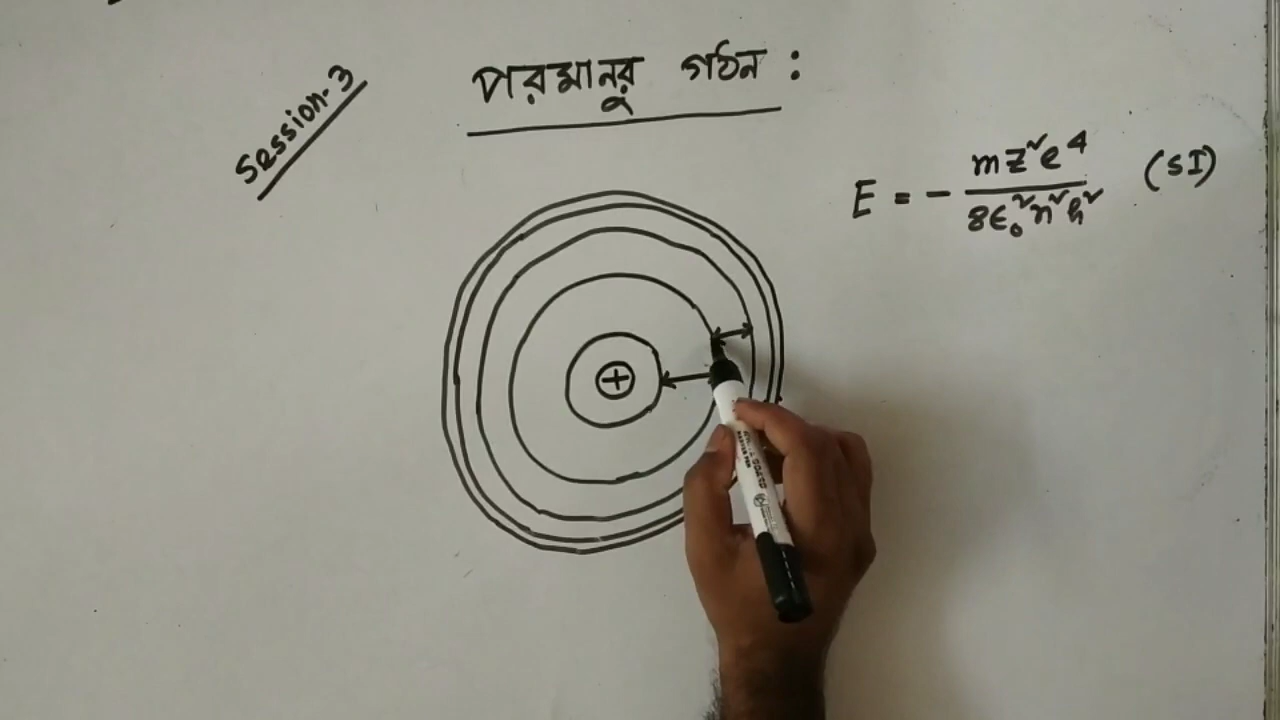 Session-3
পরমানুর গঠন :
E = - mz²e⁴ / 8ϵ₀²n²h² (SI)
+